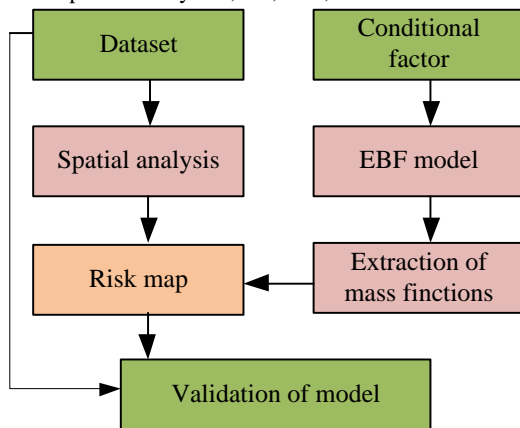 Dataset
Conditional
factor
Spatial analysis
EBF model
Risk map
Extraction of
mass finctions
Validation of model